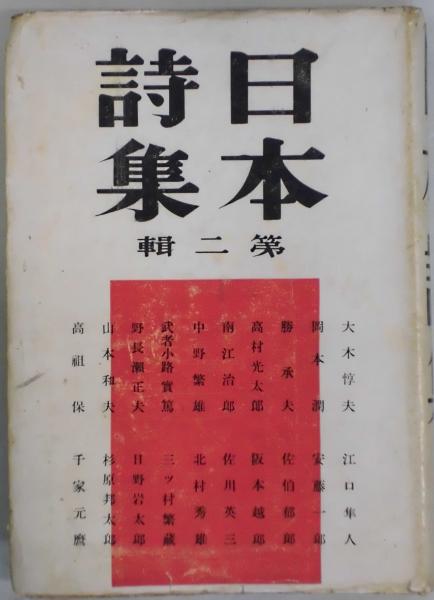 日本
詩集
第二輯
大木惇夫
岡本潤
勝承夫
高村光太郎
南江治郎
中野繁雄
武者小路實篤
野長瀬正夫
山本和夫
高祖保
江口隼人
安藤一郎
佐伯郁郎
阪本越郎
佐川英三
北村秀雄
三ッ村繁蔵
日野岩太郎
杉原邦太郎
千家元麿